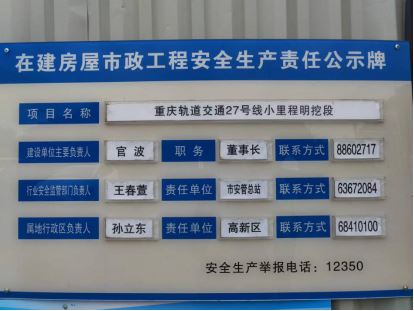 在建房屋市政工程安全生产责任公示牌
项目名称 重庆轨道交通27号线小里程明挖段
建设单位主要负责人 官波 职务 董事长 联系方式 88602717
行业安全监管部门负责人 王春萱 责任单位 市安管总站 联系方式 63672084
属地行政区负责人 孙立东 责任单位 高新区 联系方式 68410100
安全生产举报电话：12350